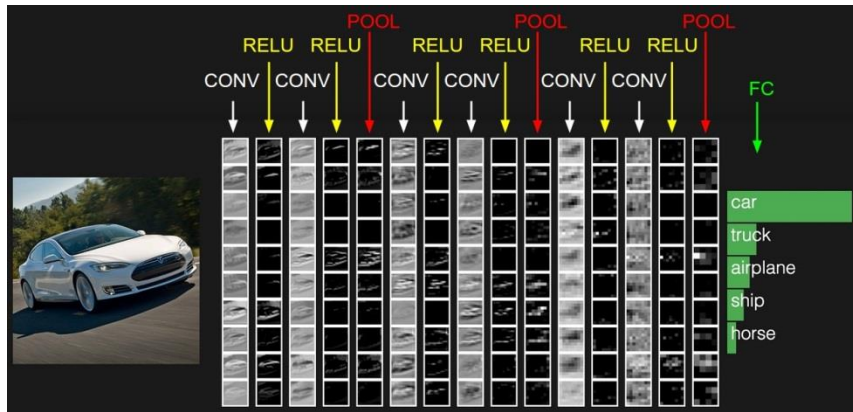 POOL POOL POOL
RELU RELU RELU RELU RELU RELU
CONV CONV CONV CONV CONV CONV
FC
car
truck
airplane
ship
horse